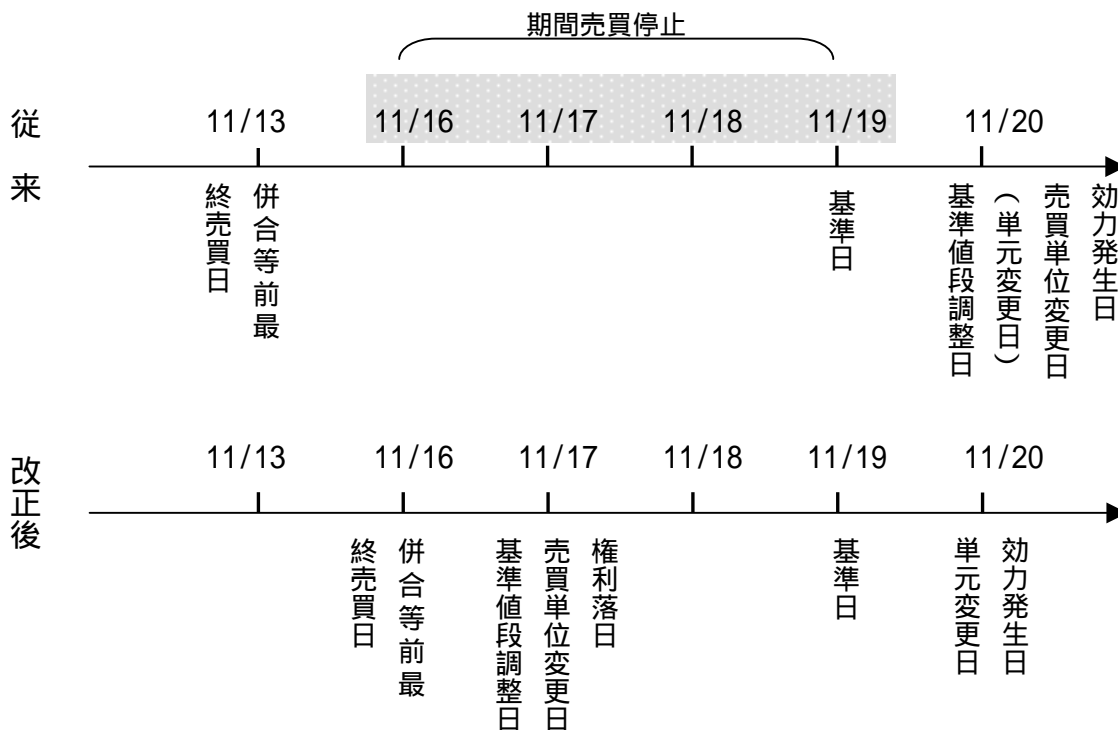 期間売買停止
従来
11/13 11/16 11/17 11/18 11/19 11/20
併合等前最
終売買日
基準日
効力発生日
売買単位変更日
(単元変更日)
基準値段調整日
改正後
11/13 11/16 11/17 11/18 11/19 11/20
併合等前最
終売買日
権利落日
売買単位変更日
基準値段調整日
基準日
効力発生日
単元変更日